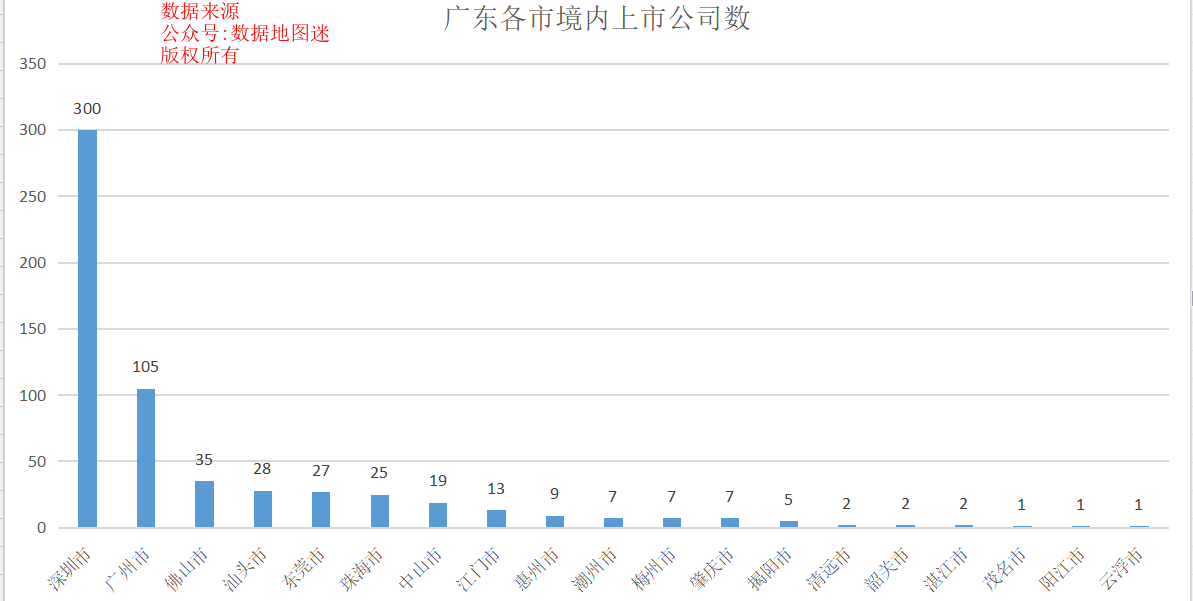 数据来源
公众号:数据地图迷
版权所有
广东各市境内上市公司数
350
300
250
200
150
100
50
0
300
105
35
28
27
25
19
13
9
7
7
7
5
2
2
2
1
1
1
深圳市
广州市
佛山市
汕头市
东莞市
珠海市
中山市
江门市
惠州市
潮州市
梅州市
肇庆市
揭阳市
清远市
韶关市
湛江市
茂名市
阳江市
云浮市